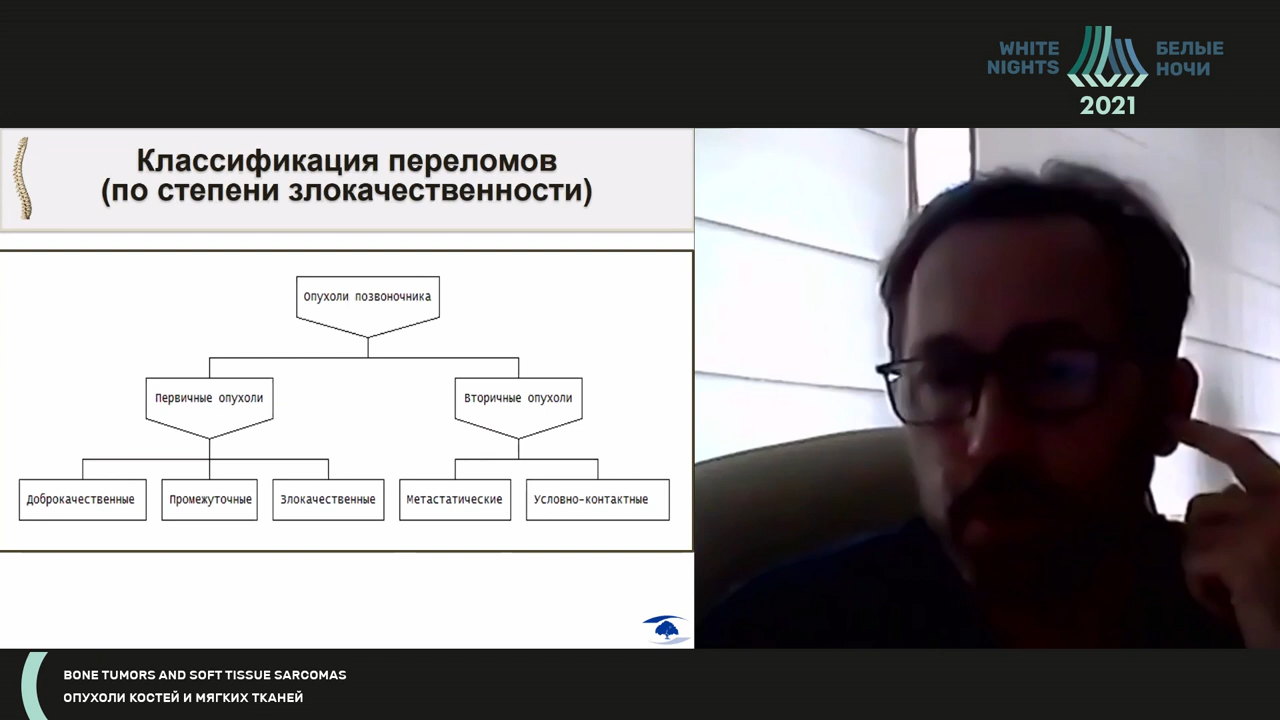 WHITE
NIGHTS
БЕЛЫЕ
НОЧИ
2021
Классификация переломов
(по степени злокачественности)
Опухоли позвоночника
Первичные опухоли
Вторичные опухоли
Доброкачественные
Промежуточные
Злокачественные
Метастатические
Условно-контактные
BONE TUMORS AND SOFT TISSUE SARCOMAS
ОПУХОЛИ КОСТЕЙ И МЯГКИХ ТКАНЕЙ